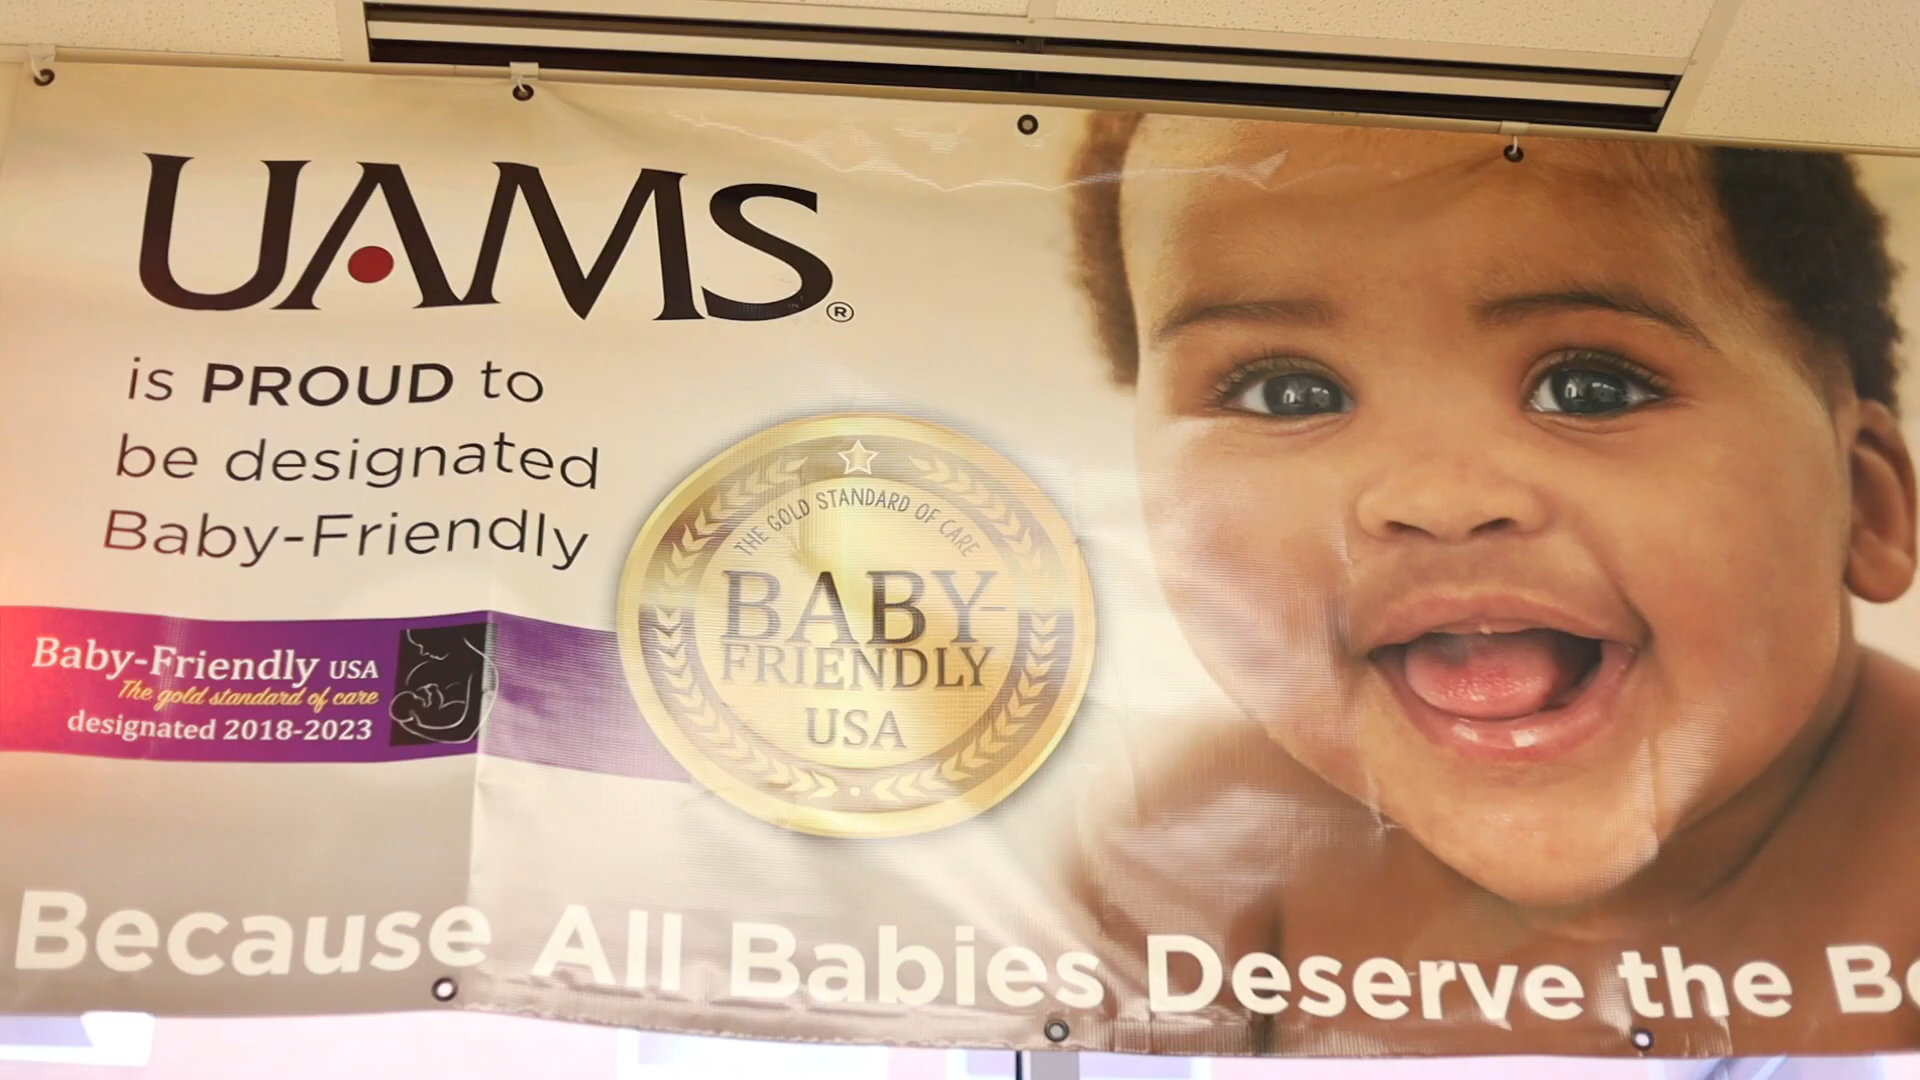 UAMS®
is PROUD to
be designated
Baby-Friendly
Baby-Friendly USA
The gold standard of care
designated 2018-2023
THE GOLD STANDARD OF CARE
BABY-
FRIENDLY
USA
Because All Babies Deserve the